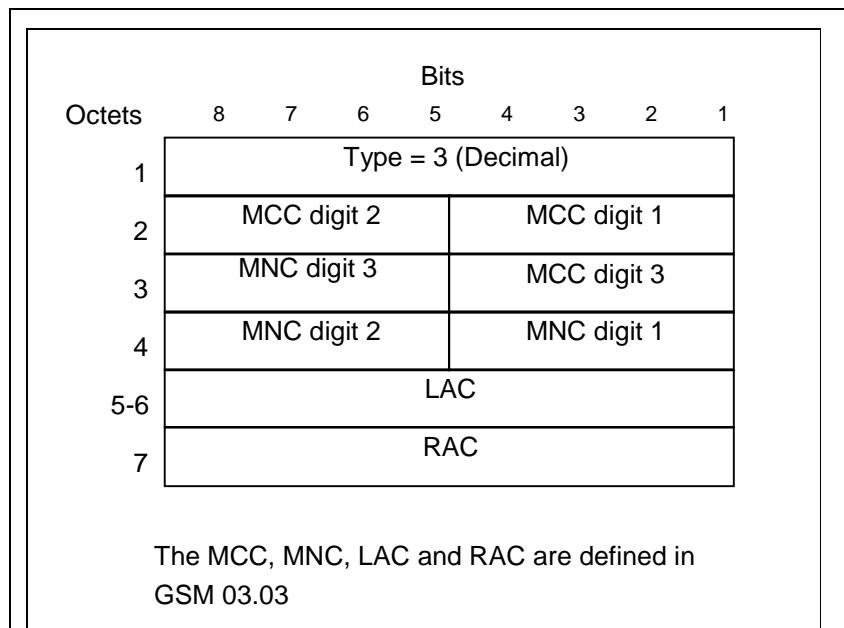 Bits
Octets 8 7 6 5 4 3 2 1
1 Type = 3 (Decimal)
2 MCC digit 2 MCC digit 1
3 MNC digit 3 MCC digit 3
4 MNC digit 2 MNC digit 1
5-6 LAC
7 RAC
The MCC, MNC, LAC and RAC are defined in
GSM 03.03